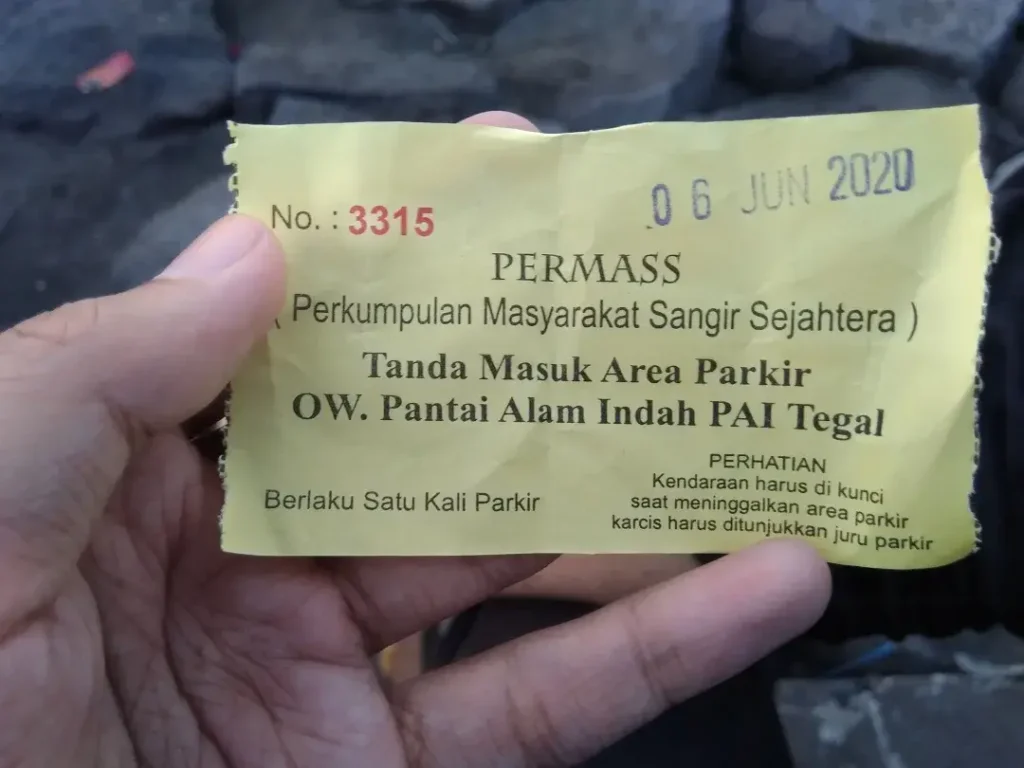 No. : 3315
06 JUN 2020
PERMASS
( Perkumpulan Masyarakat Sangir Sejahtera )
Tanda Masuk Area Parkir
OW. Pantai Alam Indah PAI Tegal
Berlaku Satu Kali Parkir
PERHATIAN
Kendaraan harus di kunci
saat meninggalkan area parkir
karcis harus ditunjukkan juru parkir